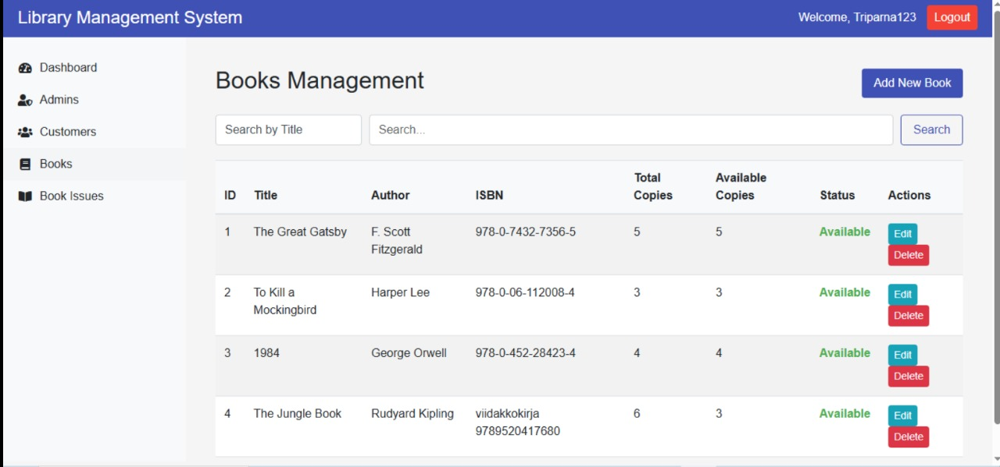 Library Management System
Welcome, Triparna123
Logout
Dashboard
Admins
Customers
Books
Book Issues
Books Management
Add New Book
Search by Title
Search...
Search
ID Title Author ISBN Total Copies Available Copies Status Actions
1 The Great Gatsby F. Scott Fitzgerald 978-0-7432-7356-5 5 5 Available Edit Delete
2 To Kill a Mockingbird Harper Lee 978-0-06-112008-4 3 3 Available Edit Delete
3 1984 George Orwell 978-0-452-28423-4 4 4 Available Edit Delete
4 The Jungle Book Rudyard Kipling viidakkokirja 9789520417680 6 3 Available Edit Delete